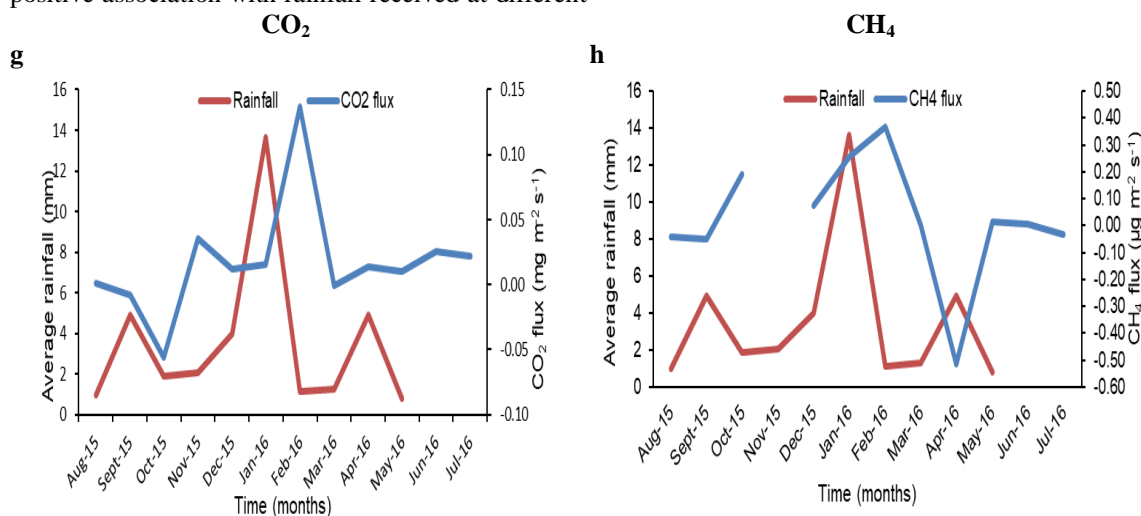 positive association with rainfall received at different
CO2
CH4
g
h
Rainfall
CO2 flux
16
14
12
10
8
6
4
2
0
Average rainfall (mm)
0.15
0.10
0.05
0.00
-0.05
-0.10
CO2 flux (mg m-2 s-1)
Aug-15
Sept-15
Oct-15
Nov-15
Dec-15
Jan-16
Feb-16
Mar-16
Apr-16
May-16
Jun-16
Jul-16
Time (months)
Rainfall
CH4 flux
16
14
12
10
8
6
4
2
0
Average rainfall (mm)
0.50
0.40
0.30
0.20
0.10
0.00
-0.10
-0.20
-0.30
-0.40
-0.50
-0.60
CH4 flux (µg m-2 s-1)
Aug-15
Sept-15
Oct-15
Nov-15
Dec-15
Jan-16
Feb-16
Mar-16
Apr-16
May-16
Jun-16
Jul-16
Time (months)